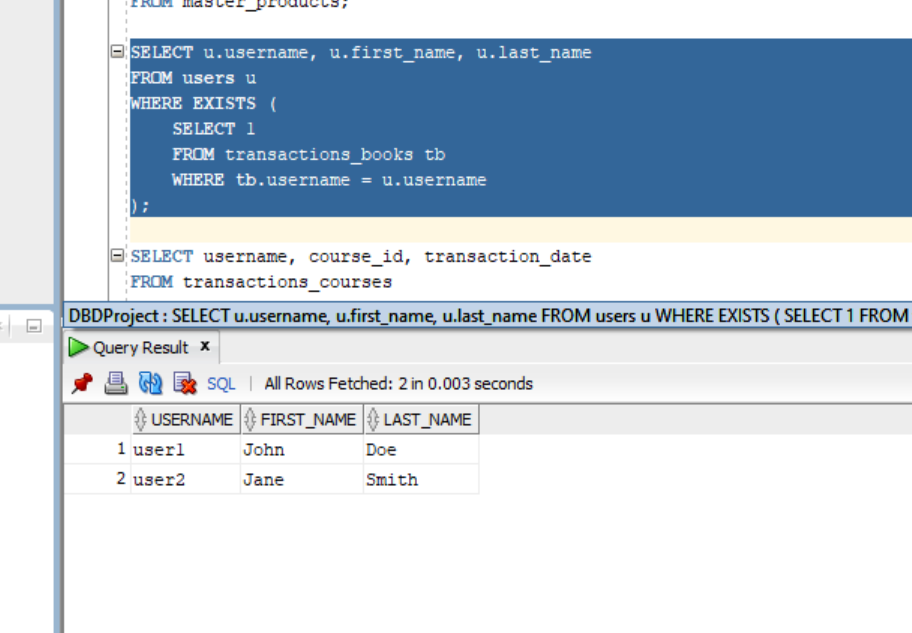 FROM master_products;
SELECT u.username, u.first_name, u.last_name
FROM users u
WHERE EXISTS (
SELECT 1
FROM transactions_books tb
WHERE tb.username = u.username
);
SELECT username, course_id, transaction_date
FROM transactions_courses
DBDProject : SELECT u.username, u.first_name, u.last_name FROM users u WHERE EXISTS ( SELECT 1 FROM
Query Result x
SQL | All Rows Fetched: 2 in 0.003 seconds
USERNAME FIRST_NAME LAST_NAME
1 user1 John Doe
2 user2 Jane Smith